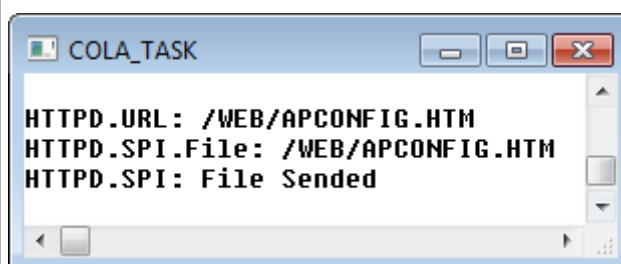 COLA_TASK
HTTPD.URL: /WEB/APCONFIG.HTM
HTTPD.SPI.File: /WEB/APCONFIG.HTM
HTTPD.SPI: File Sended